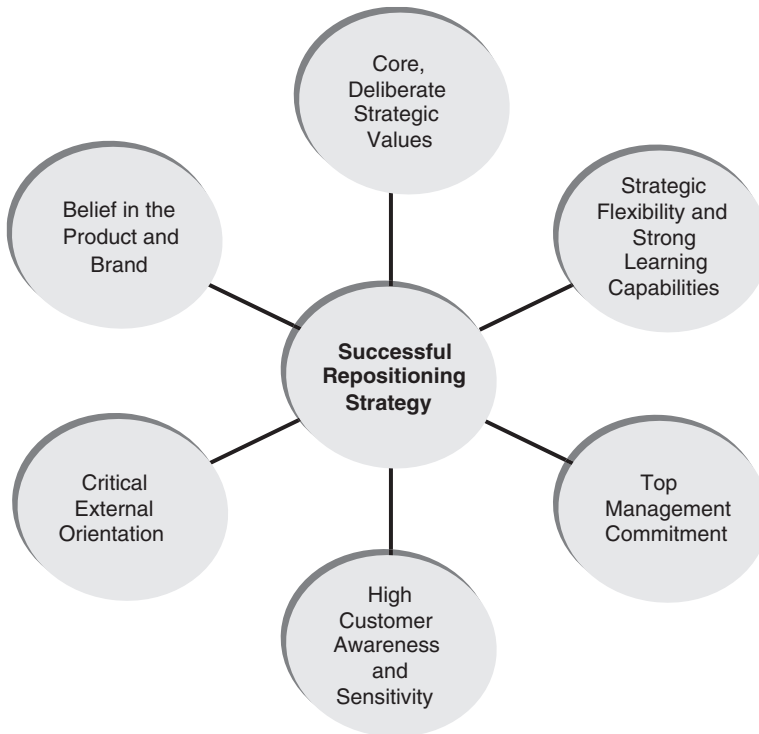 Core,
Deliberate
Strategic
Values
Strategic
Flexibility and
Strong
Learning
Capabilities
Top
Management
Commitment
High
Customer
Awareness
and
Sensitivity
Critical
External
Orientation
Belief in the
Product and
Brand
Successful
Repositioning
Strategy